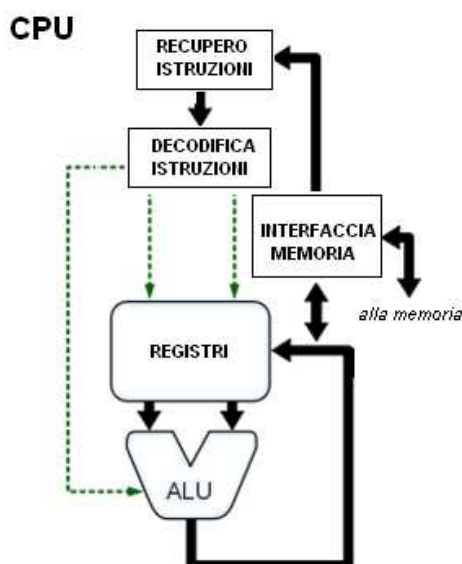 CPU
RECUPERO
ISTRUZIONI
DECODIFICA
ISTRUZIONI
INTERFACCIA
MEMORIA
alla memoria
REGISTRI
ALU